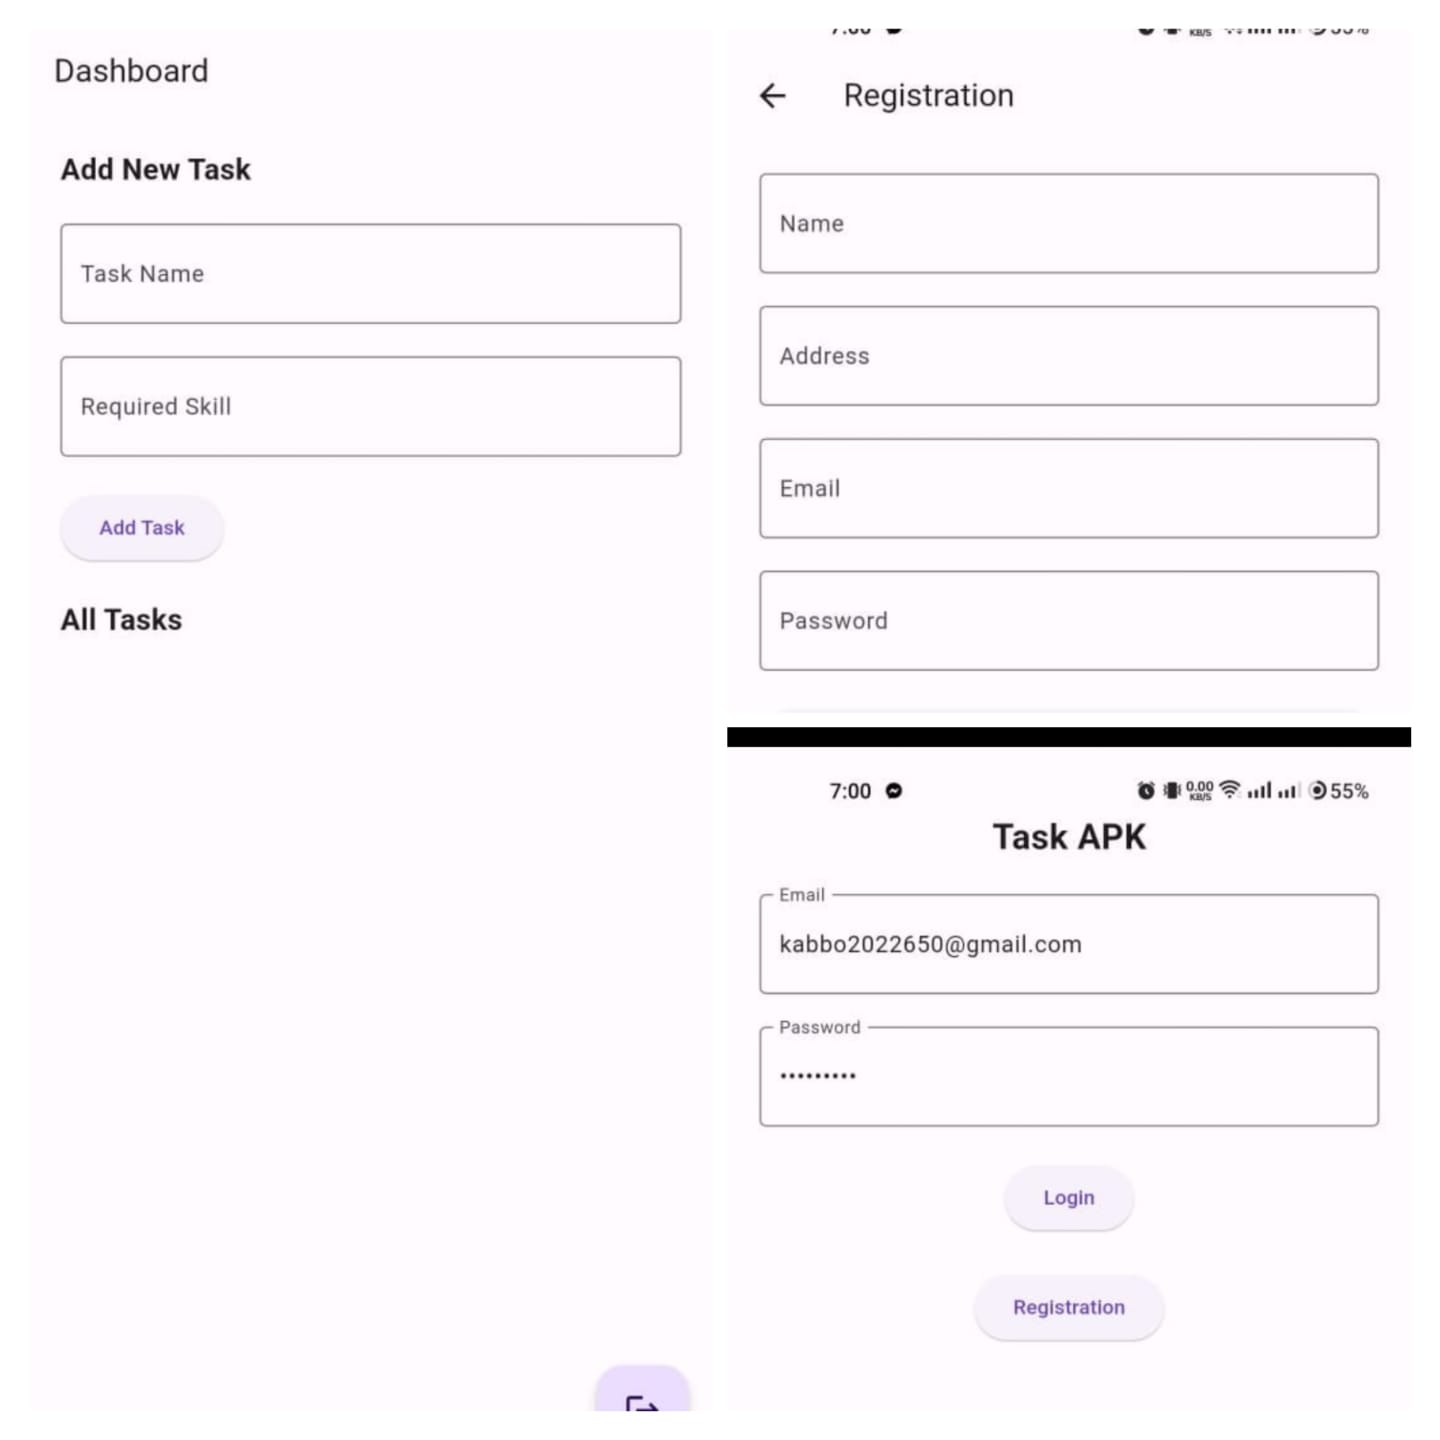 Dashboard
Add New Task
Task Name
Required Skill
Add Task
All Tasks
Registration
Name
Address
Email
Password
7:00 0.00 KB/S 55%
Task APK
Email
kabbo2022650@gmail.com
Password
•••••••••
Login
Registration